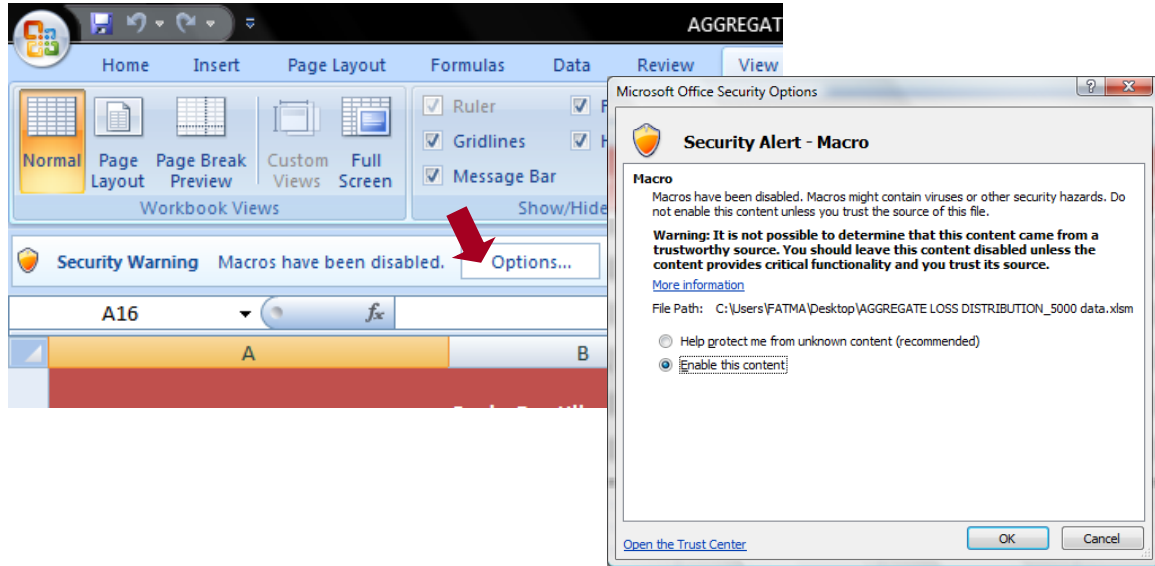 AGGREGAT
Home Insert Page Layout Formulas Data Review View
Ruler
Gridlines
Message Bar
Normal Page Layout Page Break Preview Custom Views Full Screen
Workbook Views Show/Hide
Security Warning Macros have been disabled. Options...
A16 fx
A B
Microsoft Office Security Options
Security Alert - Macro
Macro
Macros have been disabled. Macros might contain viruses or other security hazards. Do
not enable this content unless you trust the source of this file.
Warning: It is not possible to determine that this content came from a
trustworthy source. You should leave this content disabled unless the
content provides critical functionality and you trust its source.
More information
File Path: C:\Users\FATMA\Desktop\AGGREGATE LOSS DISTRIBUTION_5000 data.xlsm
Help protect me from unknown content (recommended)
Enable this content
Open the Trust Center OK Cancel